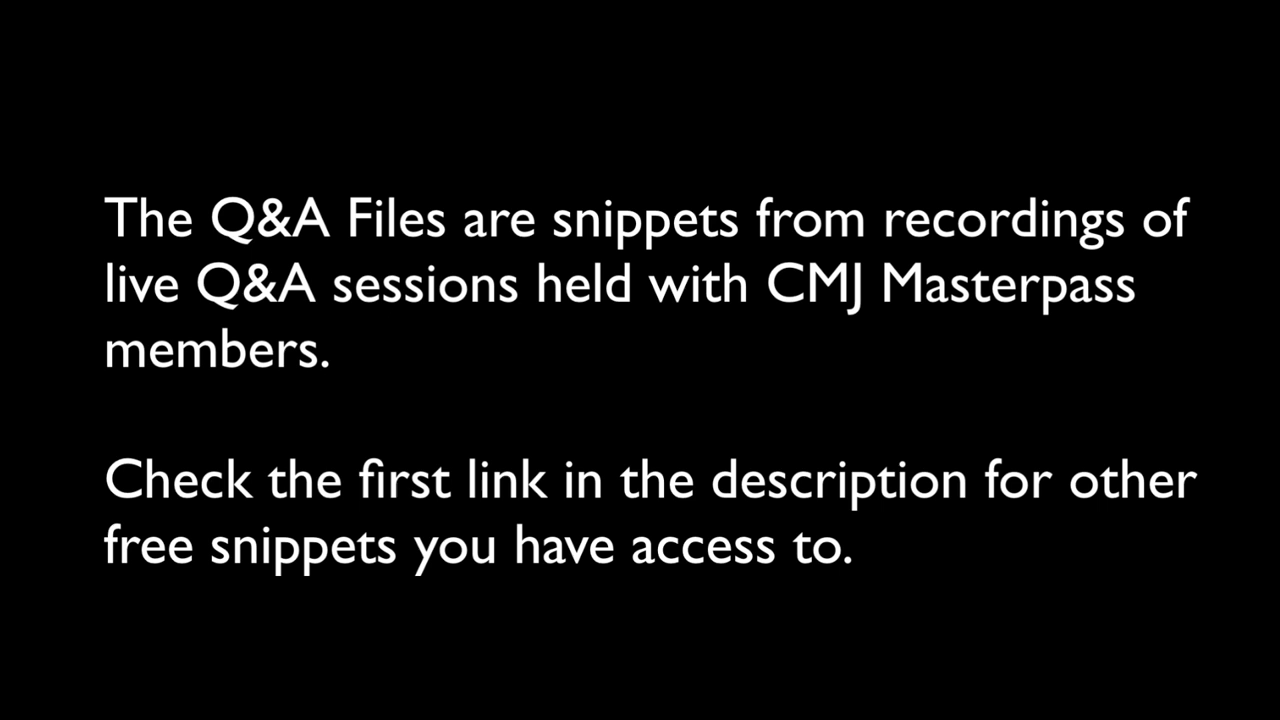 The Q&A Files are snippets from recordings of
live Q&A sessions held with CMJ Masterpass
members.
Check the first link in the description for other
free snippets you have access to.